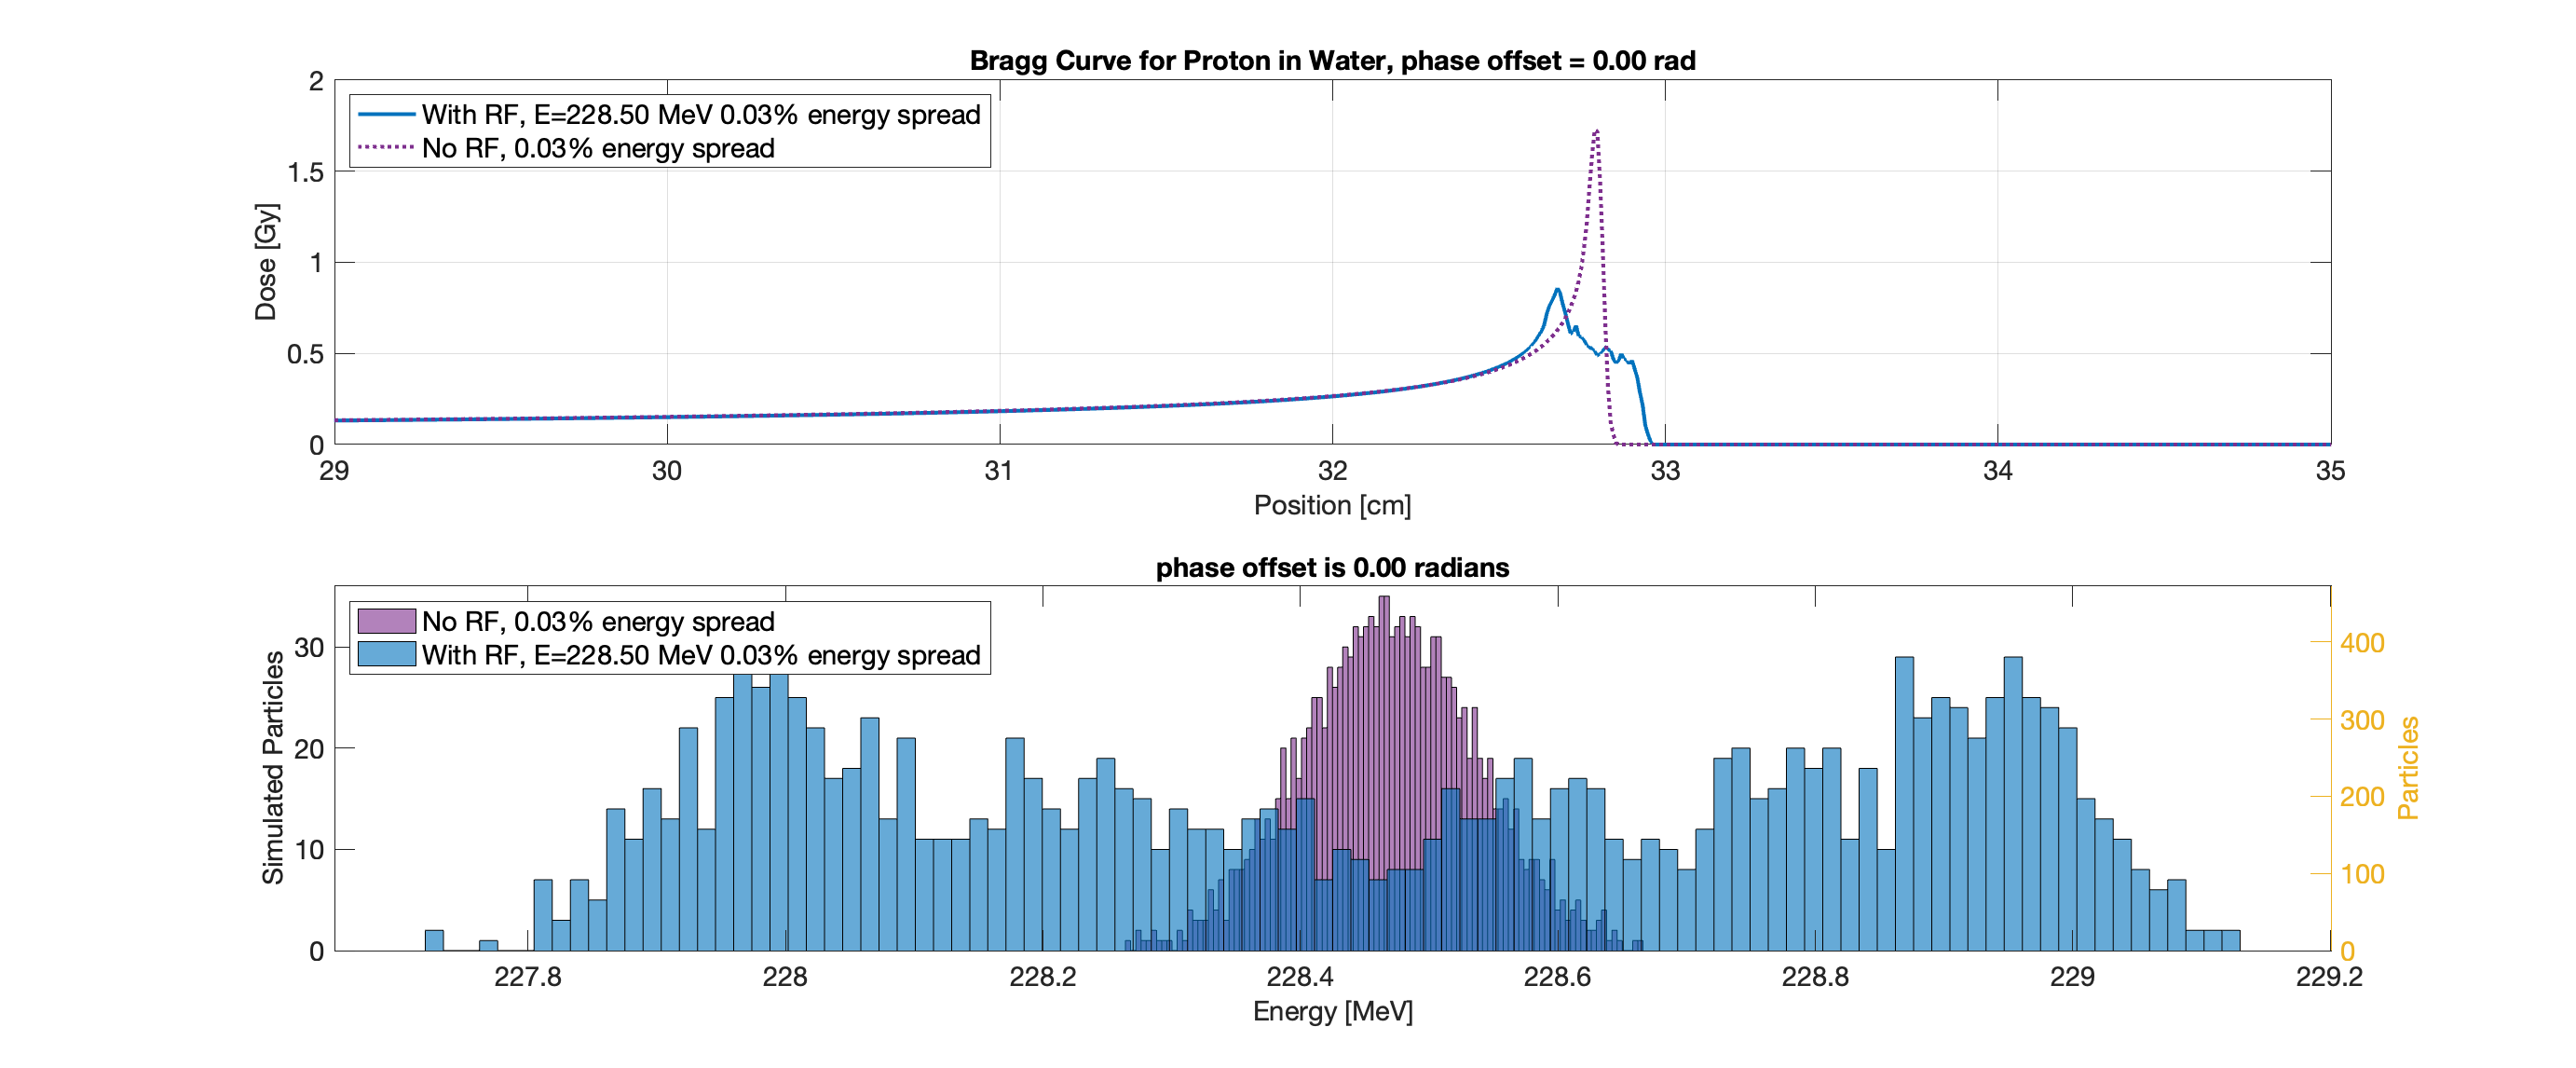 Bragg Curve for Proton in Water, phase offset = 0.00 rad
With RF, E=228.50 MeV 0.03% energy spread
No RF, 0.03% energy spread
2
1.5
1
0.5
0
Dose [Gy]
29 30 31 32 33 34 35
Position [cm]
phase offset is 0.00 radians
No RF, 0.03% energy spread
With RF, E=228.50 MeV 0.03% energy spread
30
20
10
0
Simulated Particles
400
300
200
100
0
Particles
227.8 228 228.2 228.4 228.6 228.8 229 229.2
Energy [MeV]